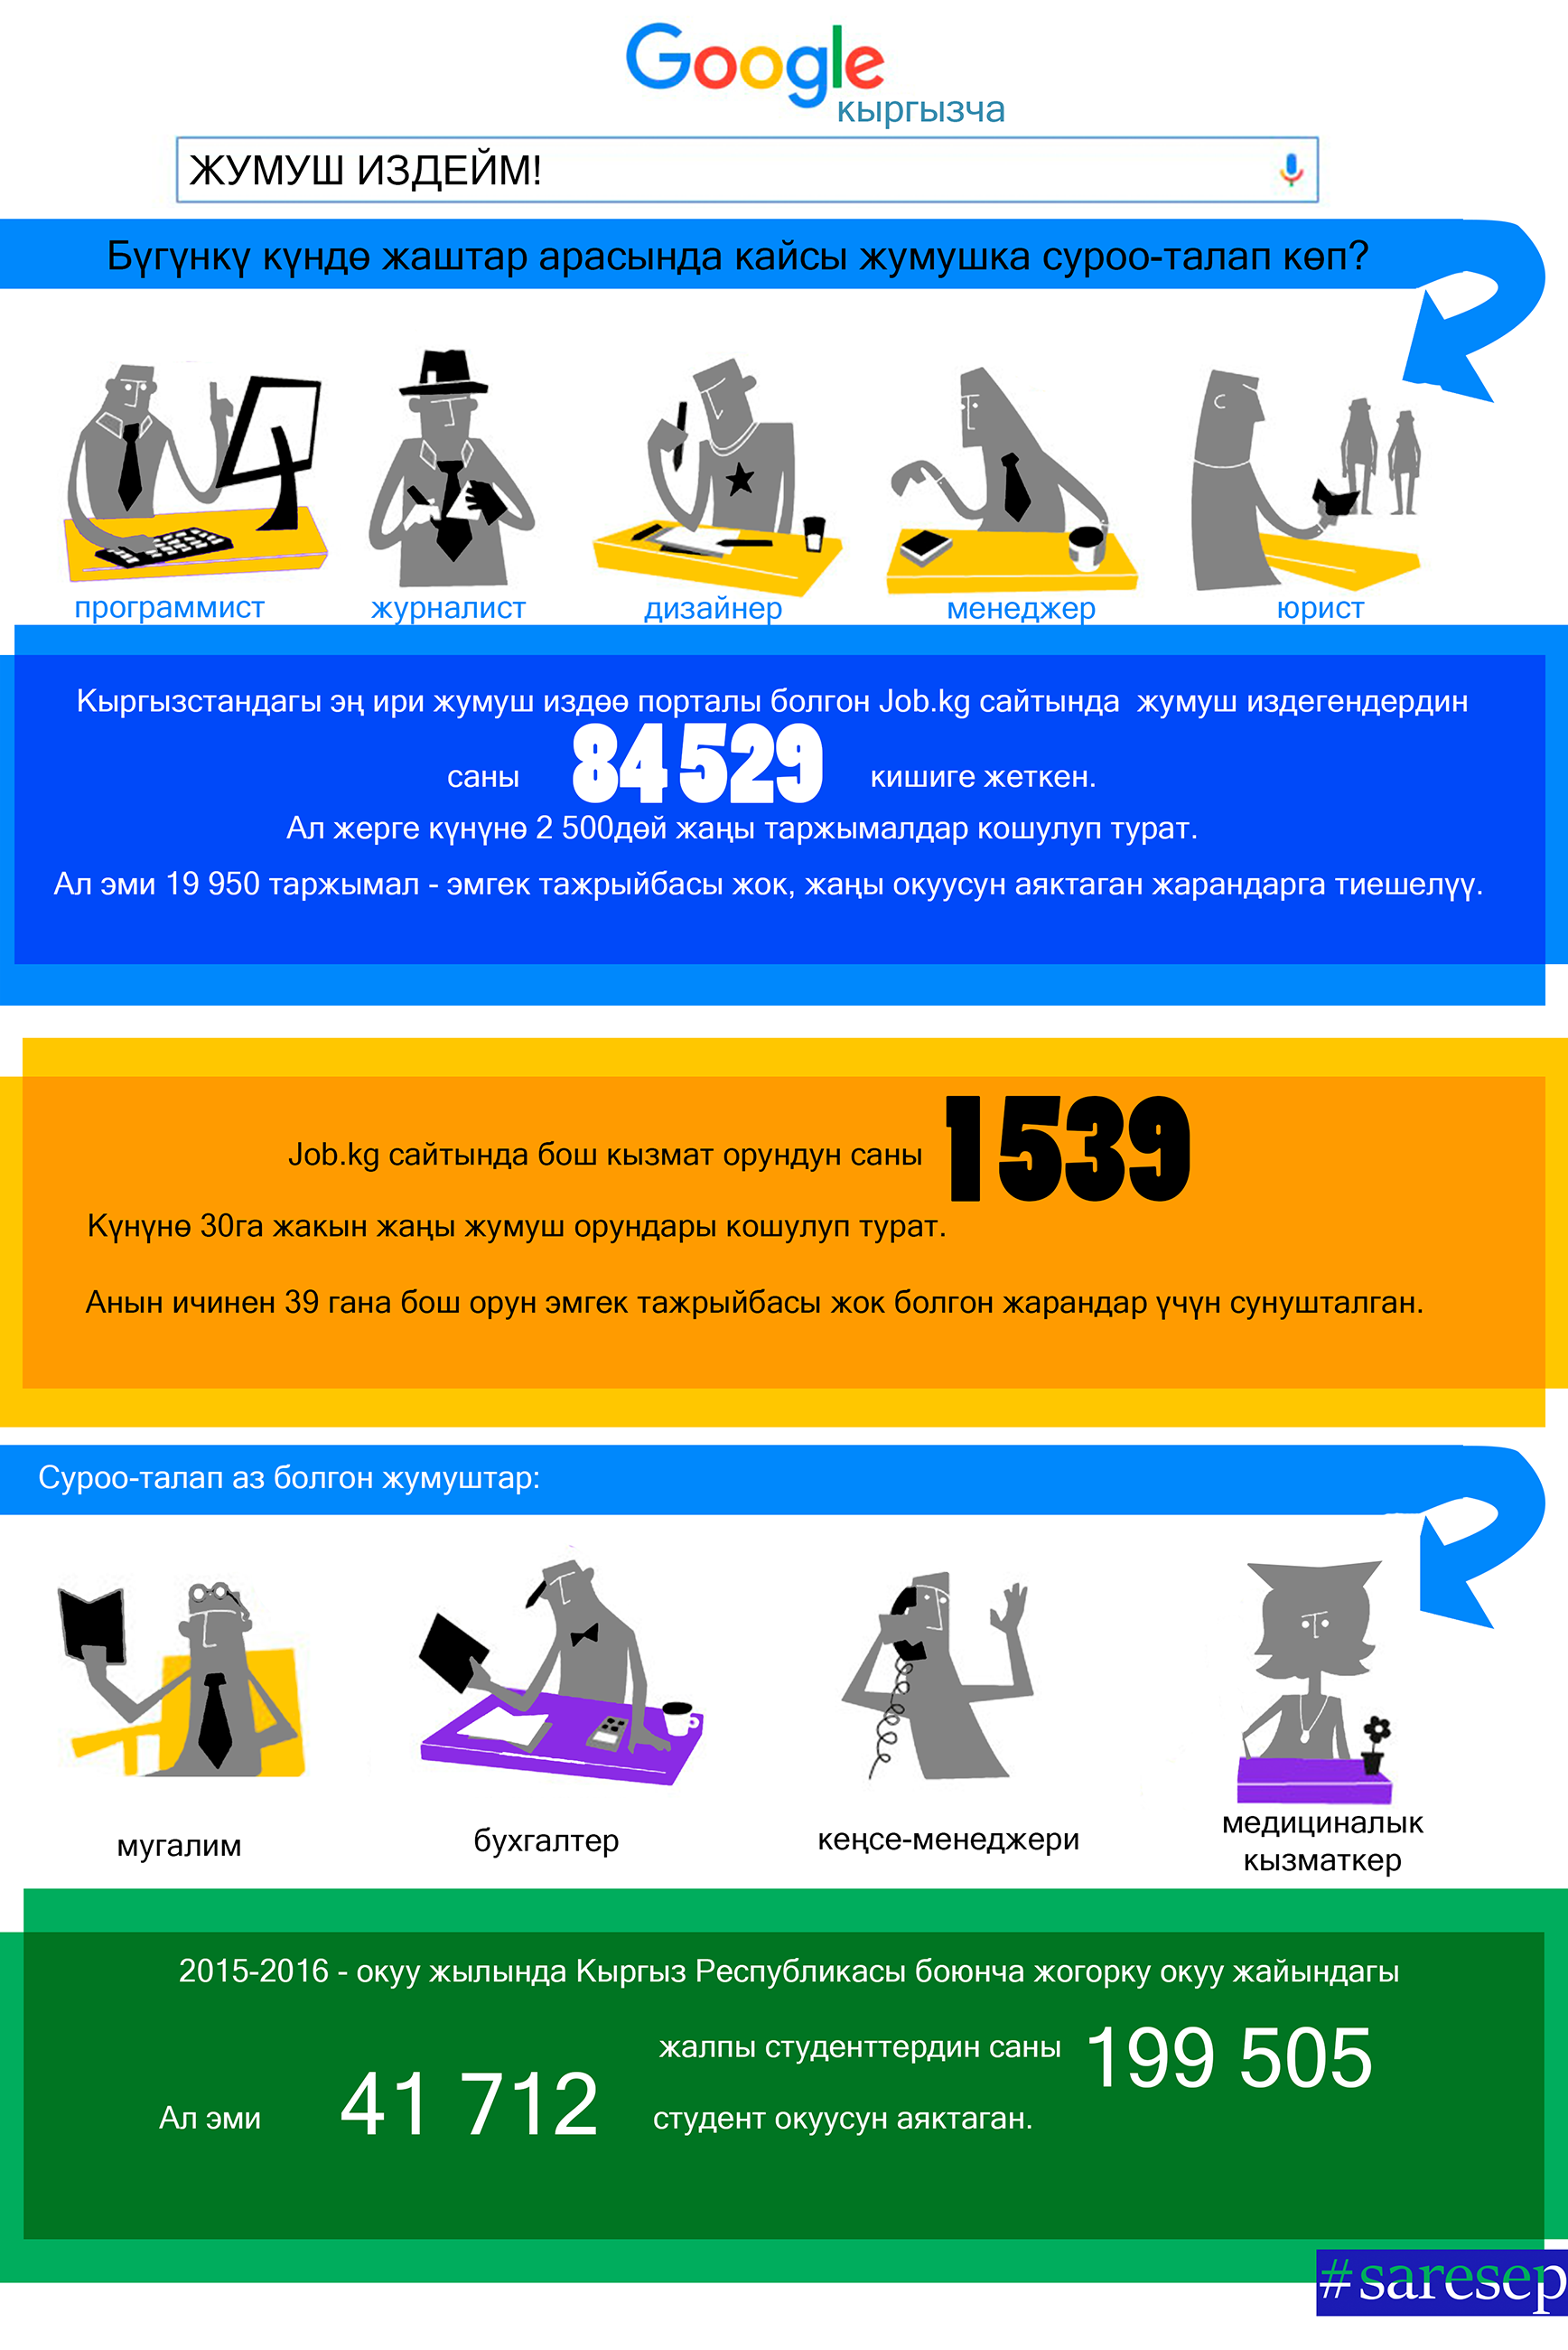 Google
кыргызча
ЖУМУШ ИЗДЕЙМ!
Бүгүнкү күндө жаштар арасында кайсы жумушка суроо-талап көп?
программист
журналист
дизайнер
менеджер
юрист
Кыргызстандагы эң ири жумуш издөө порталы болгон Job.kg сайтында жумуш издегендердин
саны 84 529 кишиге жеткен.
Ал жерге күнүнө 2 500дөй жаңы таржымалдар кошулуп турат.
Ал эми 19 950 таржымал - эмгек тажрыйбасы жок, жаңы окуусун аяктаган жарандарга тиешелүү.
Job.kg сайтында бош кызмат орундун саны 1539
Күнүнө 30га жакын жаңы жумуш орундары кошулуп турат.
Анын ичинен 39 гана бош орун эмгек тажрыйбасы жок болгон жарандар үчүн сунушталган.
Суроо-талап аз болгон жумуштар:
мугалим
бухгалтер
кеңсе-менеджери
медициналык
кызматкер
2015-2016 - окуу жылында Кыргыз Республикасы боюнча жогорку окуу жайындагы
жалпы студенттердин саны 199 505
Ал эми 41 712 студент окуусун аяктаган.
#saresep